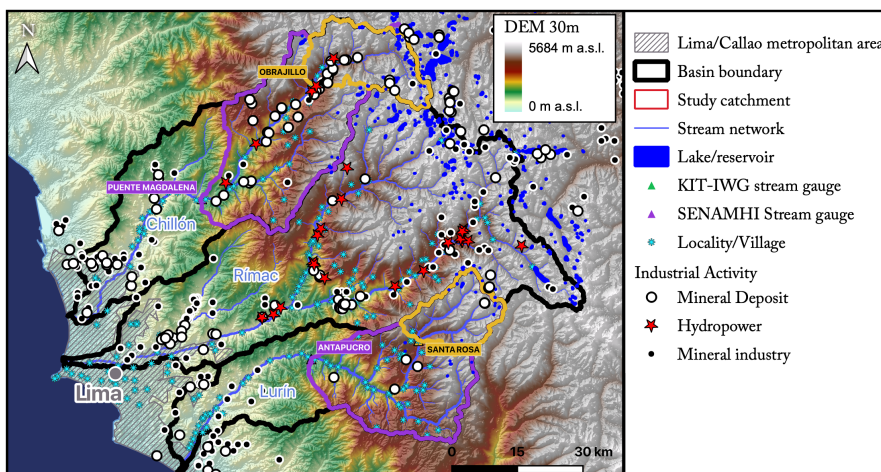 N
DEM 30m
5684 m a.s.l.
0 m a.s.l.
OBRAJILLO
PUENTE MAGDALENA
Chillón
Rímac
ANTAPUCRO
SANTA ROSA
Lima
Lurín
0 15 30 km
Lima/Callao metropolitan area
Basin boundary
Study catchment
Stream network
Lake/reservoir
KIT-IWG stream gauge
SENAMHI Stream gauge
Locality/Village
Industrial Activity
Mineral Deposit
Hydropower
Mineral industry